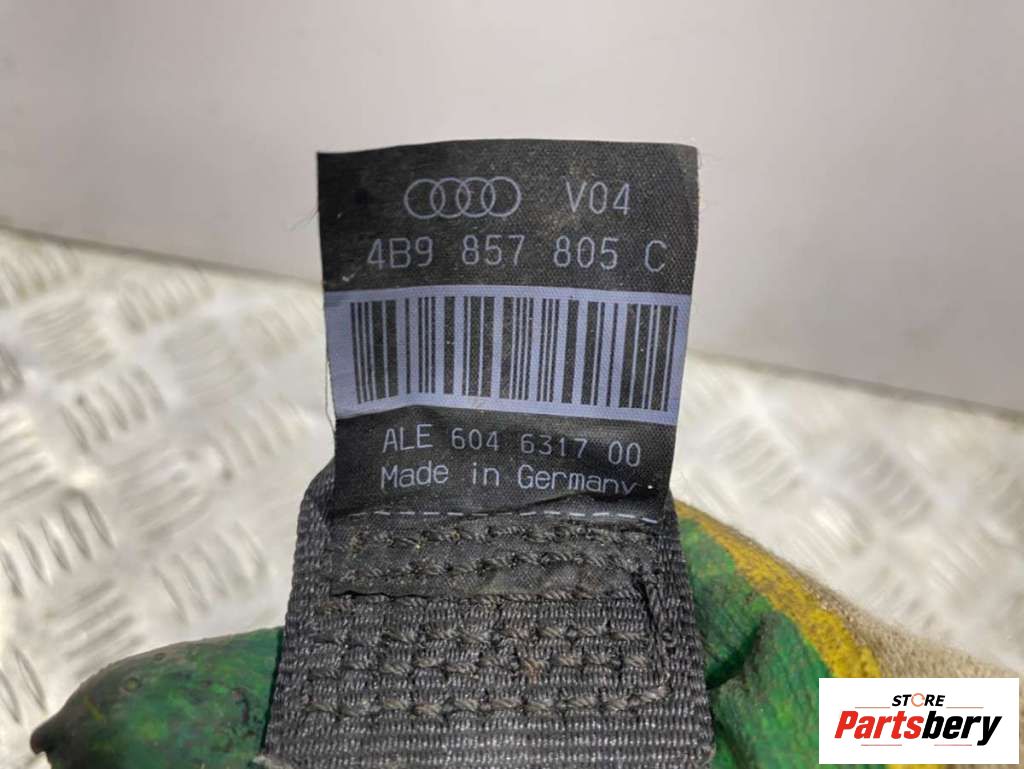 V04
4B9 857 805 C
ALE 604 6317 00
Made in Germany
STORE
Partsbery